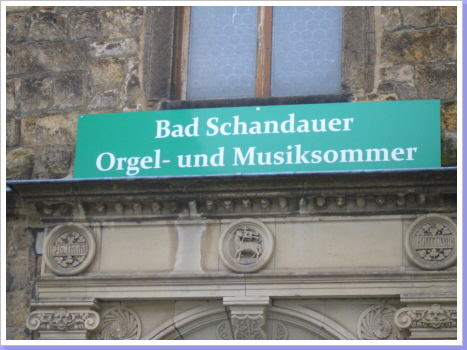 Bad Schandauer
Orgel- und Musiksommer